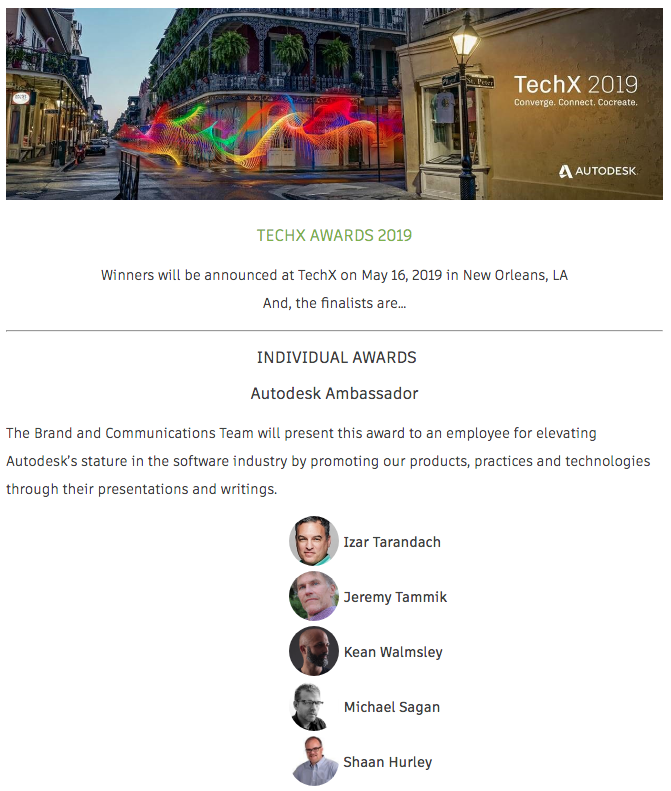 St. Peter
TechX 2019
Converge. Connect. Cocreate.
AUTODESK
TECHX AWARDS 2019
Winners will be announced at TechX on May 16, 2019 in New Orleans, LA
And, the finalists are...
INDIVIDUAL AWARDS
Autodesk Ambassador
The Brand and Communications Team will present this award to an employee for elevating
Autodesk's stature in the software industry by promoting our products, practices and technologies
through their presentations and writings.
Izar Tarandach
Jeremy Tammik
Kean Walmsley
Michael Sagan
Shaan Hurley